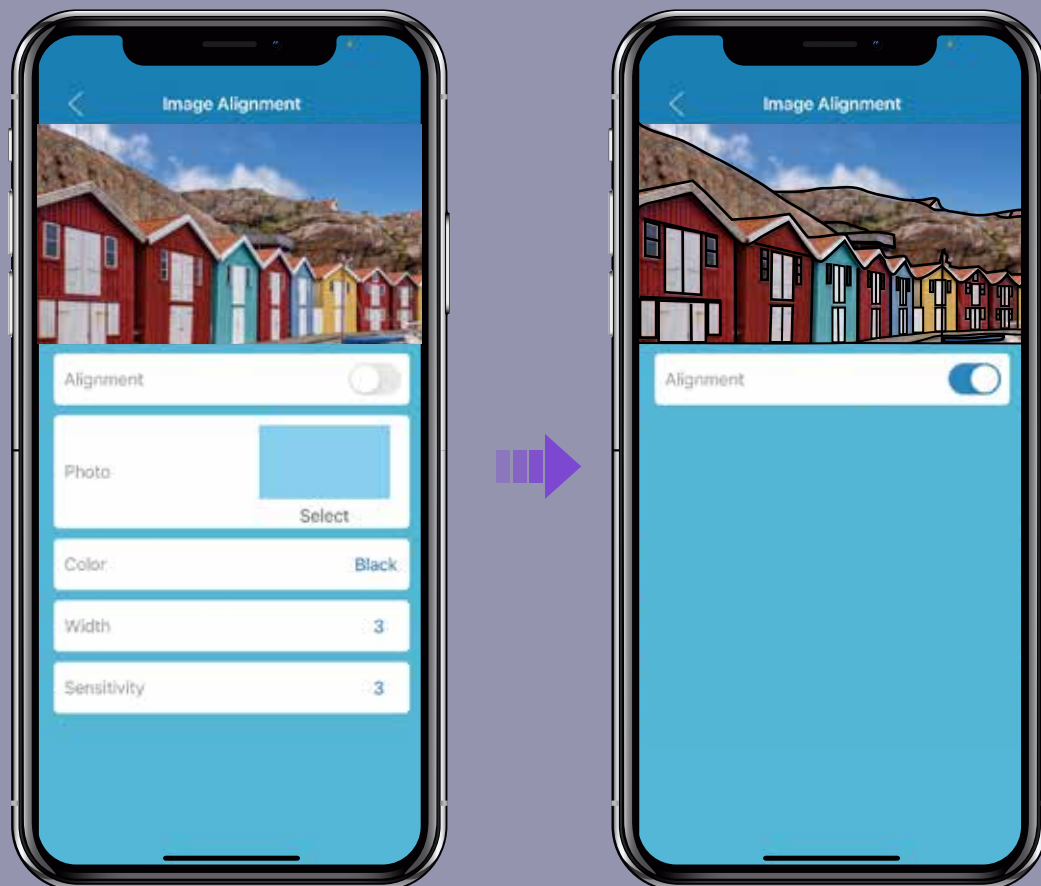 Image Alignment
Alignment
Photo
Select
Color Black
Width 3
Sensitivity 3
Image Alignment
Alignment